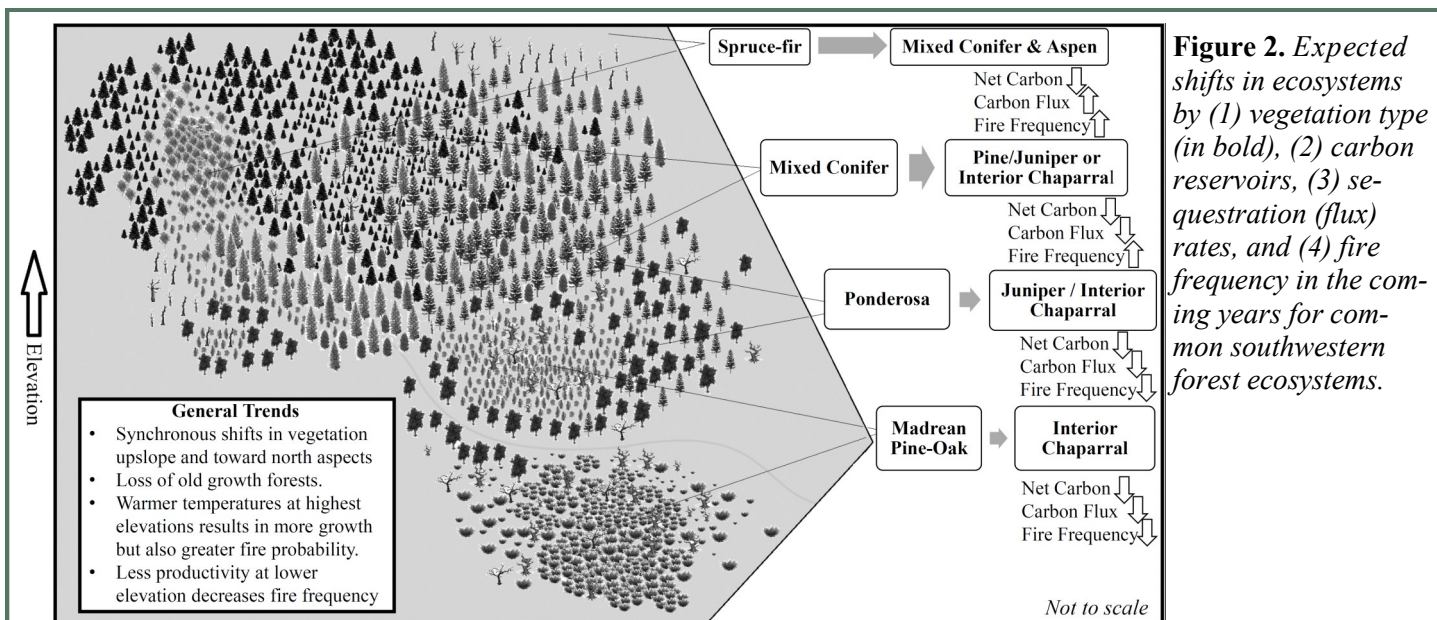 Spruce-fir
Mixed Conifer & Aspen
Net Carbon
Carbon Flux
Fire Frequency
Mixed Conifer
Pine/Juniper or
Interior Chaparral
Net Carbon
Carbon Flux
Fire Frequency
Ponderosa
Juniper / Interior
Chaparral
Net Carbon
Carbon Flux
Fire Frequency
Madrean
Pine-Oak
Interior
Chaparral
Net Carbon
Carbon Flux
Fire Frequency
Elevation
General Trends
• Synchronous shifts in vegetation
upslope and toward north aspects
• Loss of old growth forests.
• Warmer temperatures at highest
elevations results in more growth
but also greater fire probability.
• Less productivity at lower
elevation decreases fire frequency
Not to scale
Figure 2. Expected
shifts in ecosystems
by (1) vegetation type
(in bold), (2) carbon
reservoirs, (3) se-
questration (flux)
rates, and (4) fire
frequency in the com-
ing years for com-
mon southwestern
forest ecosystems.